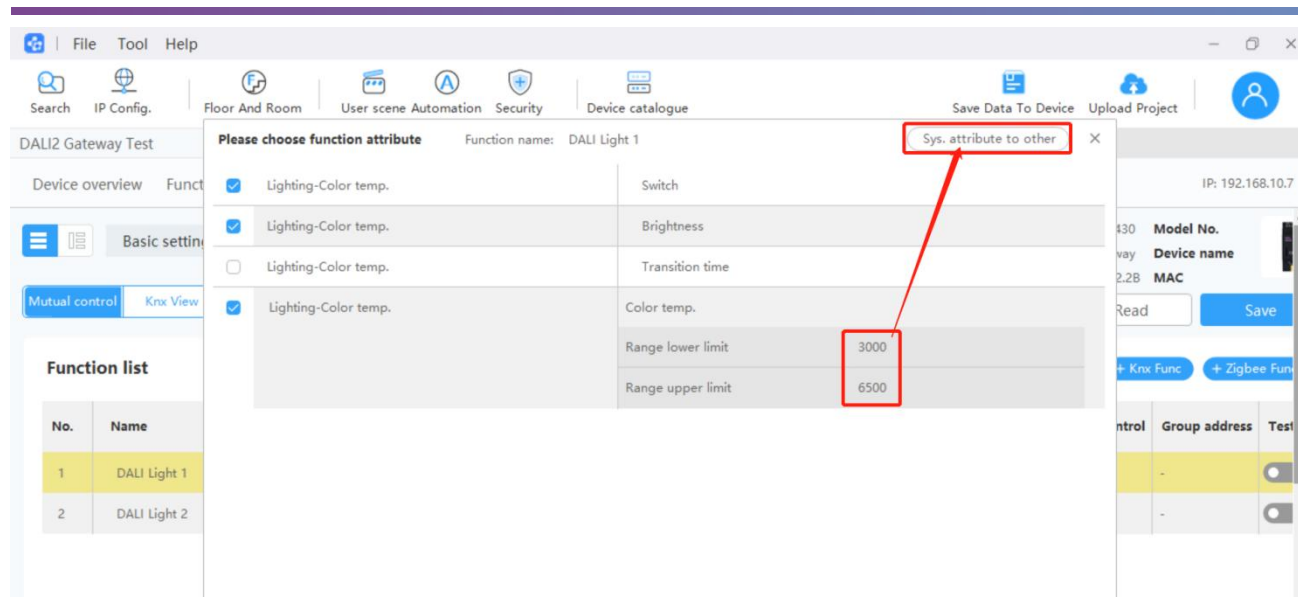 File Tool Help
Search IP Config. Floor And Room User scene Automation Security Device catalogue Save Data To Device Upload Project
DALI2 Gateway Test
Please choose function attribute Function name: DALI Light 1 Sys. attribute to other
Device overview Funct IP: 192.168.10.7
Lighting-Color temp. Switch
Lighting-Color temp. Brightness
Basic setting 430 Model No.
way Device name
Lighting-Color temp. Transition time
2.2B MAC
Mutual control Knx View Lighting-Color temp. Color temp. Read Save
Range lower limit 3000
Function list + Knx Func + Zigbee Fun
Range upper limit 6500
No. Name ntrol Group address Test
1 DALI Light 1 -
2 DALI Light 2 -